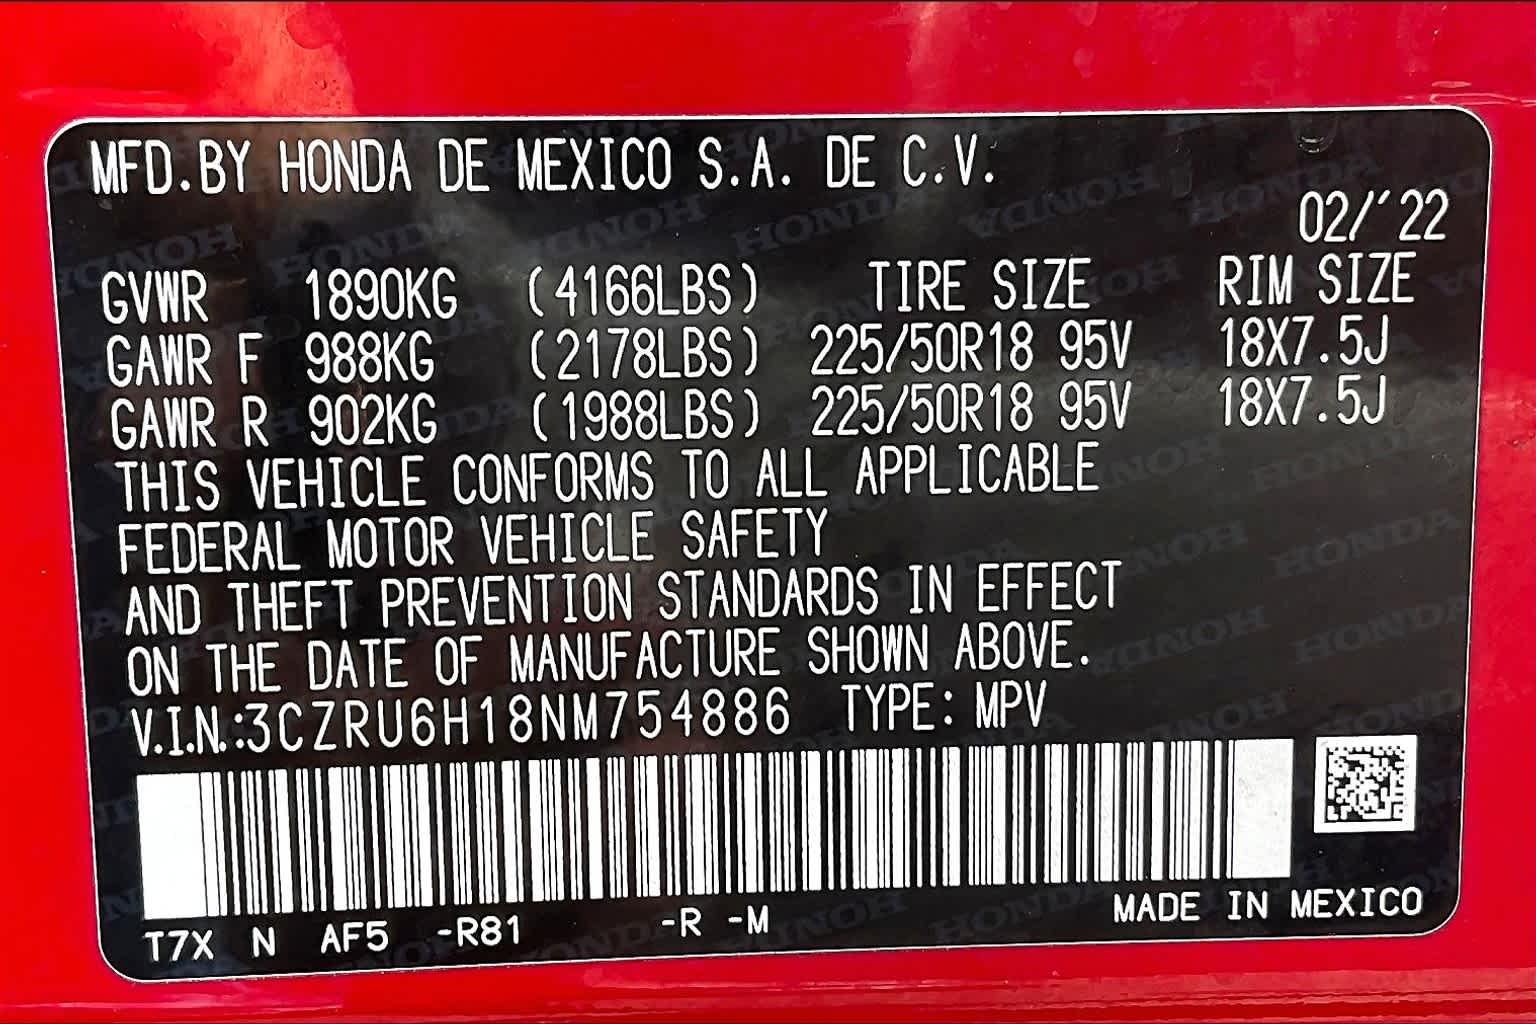 MFD.BY HONDA DE MEXICO S.A. DE C.V.
02/'22
GVWR 1890KG (4166LBS) TIRE SIZE RIM SIZE
GAWR F 988KG (2178LBS) 225/50R18 95V 18X7.5J
GAWR R 902KG (1988LBS) 225/50R18 95V 18X7.5J
THIS VEHICLE CONFORMS TO ALL APPLICABLE
FEDERAL MOTOR VEHICLE SAFETY
AND THEFT PREVENTION STANDARDS IN EFFECT
ON THE DATE OF MANUFACTURE SHOWN ABOVE.
V.I.N.:3CZRU6H18NM754886 TYPE: MPV
T7X N AF5 -R81 -R -M MADE IN MEXICO